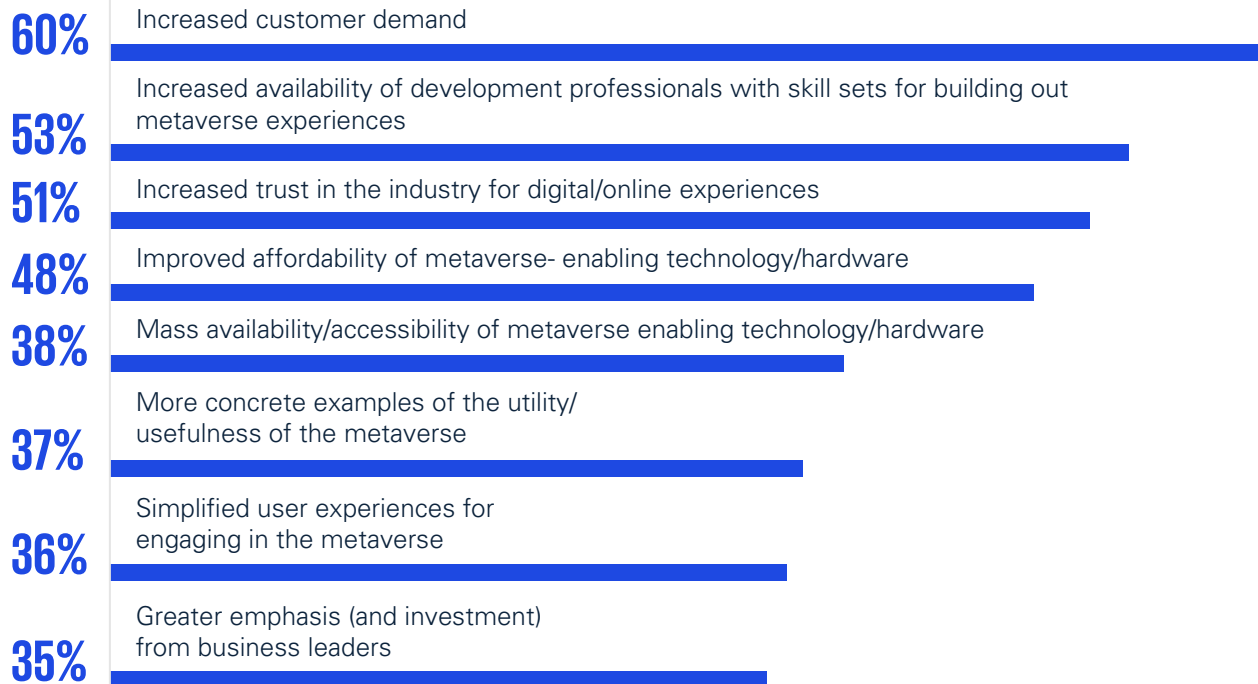 60%
Increased customer demand
53%
Increased availability of development professionals with skill sets for building out
metaverse experiences
51%
Increased trust in the industry for digital/online experiences
48%
Improved affordability of metaverse- enabling technology/hardware
38%
Mass availability/accessibility of metaverse enabling technology/hardware
37%
More concrete examples of the utility/
usefulness of the metaverse
36%
Simplified user experiences for
engaging in the metaverse
35%
Greater emphasis (and investment)
from business leaders